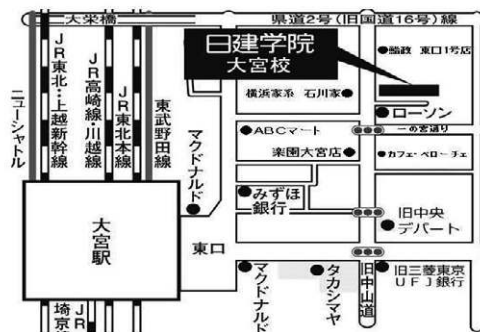 大栄橋
県道2号(旧国道16号)線
日建学院
大宮校
●酔政 東口1号店
横浜家系 石川家●
●ローソン
一の宮通り
●ABCマート
楽園大宮店●
●カフェ・ベローチェ
ニューシャトル
JR東北・上越新幹線
JR高崎線・川越線
JR東北本線
東武野田線
マクドナルド
●みずほ
銀行
大宮駅
東口
旧中央
デパート
マクドナルド
タカシマヤ
旧中山道
旧三菱東京
UFJ銀行
JR
埼京